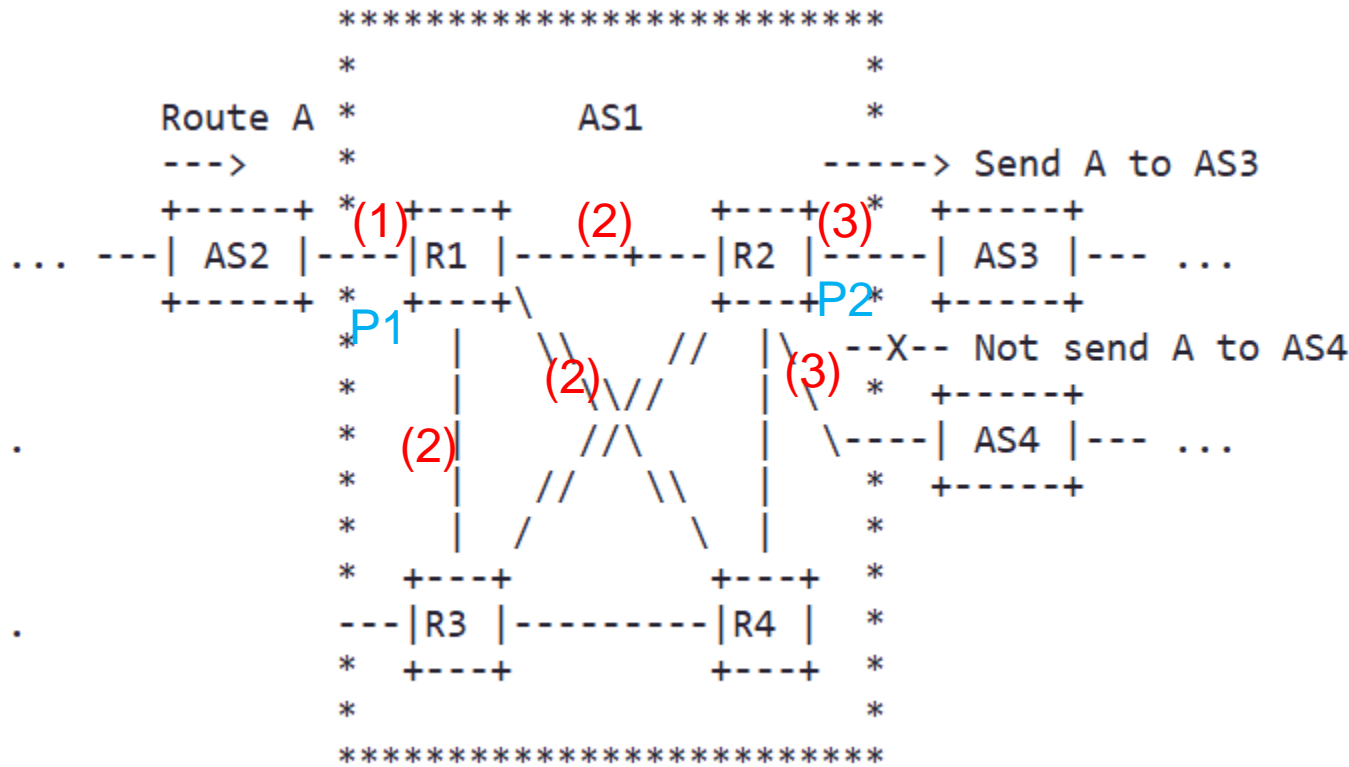 **************************
* *
Route A * AS1 *
---> * -----> Send A to AS3
+-----+ * +---+ +---+ * +-----+
(1) (2) (3)
... ---| AS2 |----|R1 |-----+---|R2 |-----| AS3 |--- ...
+-----+ * +---+\ +---+ * +-----+
P1 P2
* | \\ // |\ --X-- Not send A to AS4
(2) (3)
* | \\// | \ * +-----+
. * (2)| //\ | \----| AS4 |--- ...
* | // \\ | * +-----+
* | / \ | *
* +---+ +---+ *
. ---|R3 |---------|R4 | *
* +---+ +---+ *
* *
**************************